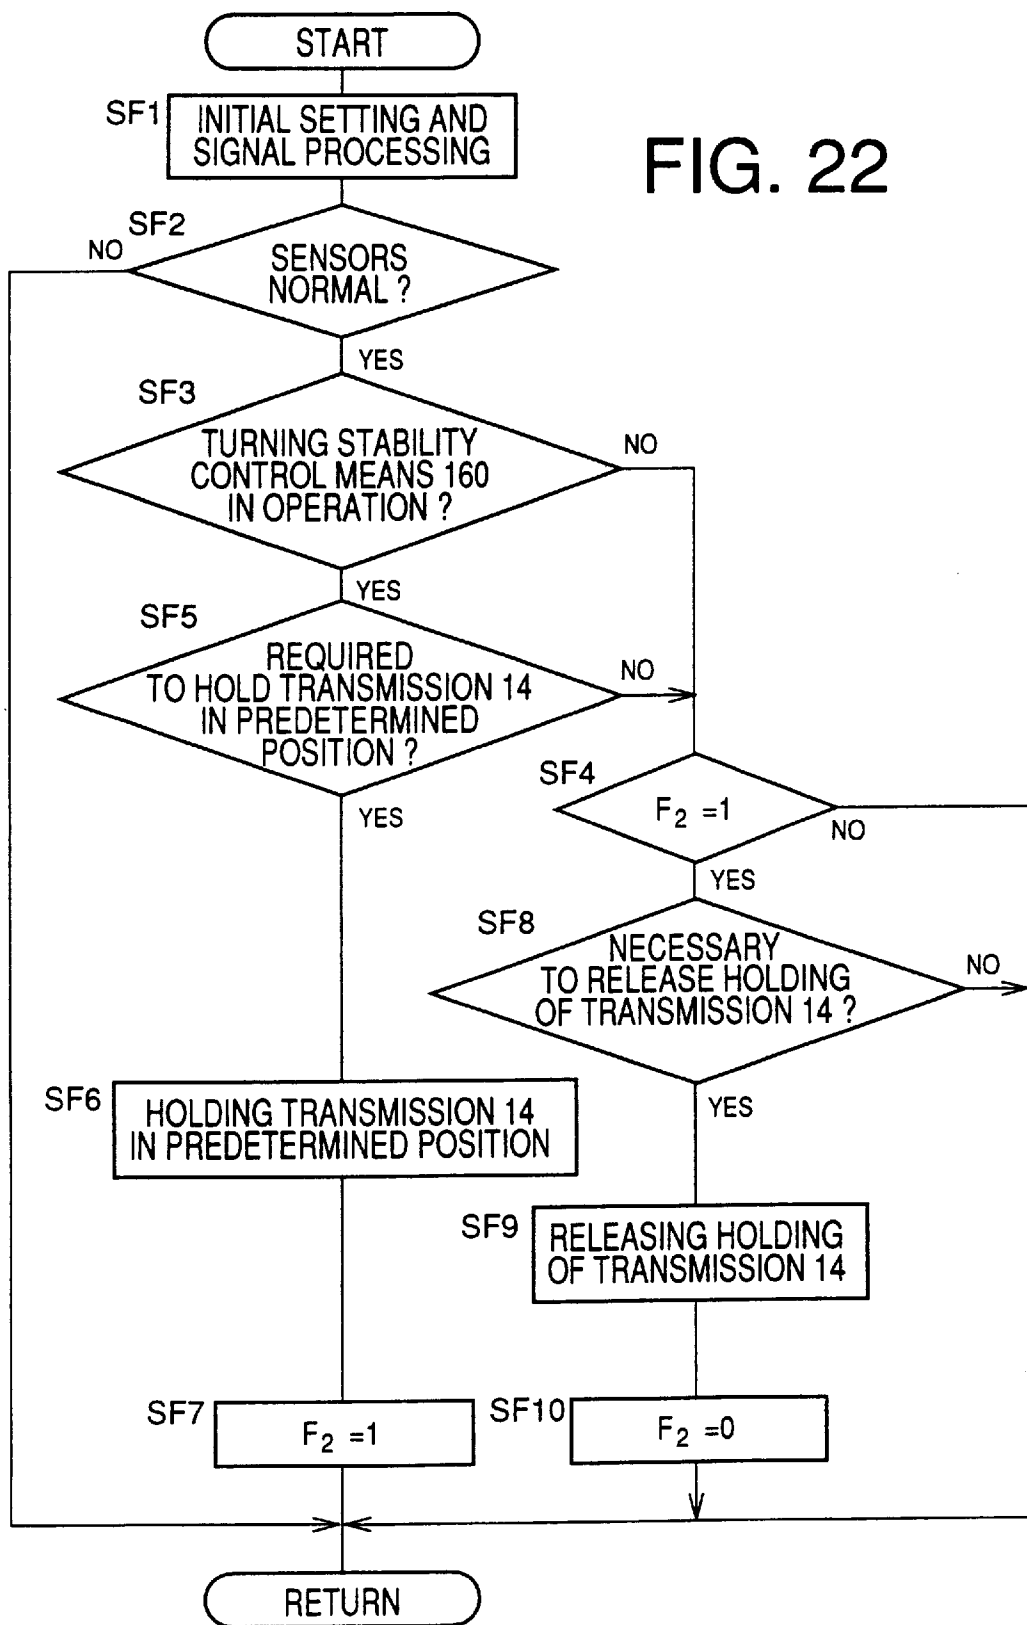 START
SF1
INITIAL SETTING AND
SIGNAL PROCESSING
FIG. 22
SF2
NO
SENSORS
NORMAL ?
YES
SF3
TURNING STABILITY
CONTROL MEANS 160
IN OPERATION ?
NO
YES
SF5
REQUIRED
TO HOLD TRANSMISSION 14
IN PREDETERMINED
POSITION ?
NO
YES
SF4
F₂ =1
NO
YES
SF8
NECESSARY
TO RELEASE HOLDING
OF TRANSMISSION 14 ?
NO
YES
SF6
HOLDING TRANSMISSION 14
IN PREDETERMINED POSITION
SF9
RELEASING HOLDING
OF TRANSMISSION 14
SF7
F₂ =1
SF10
F₂ =0
RETURN